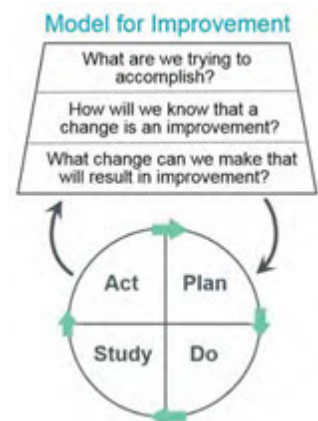 Model for Improvement
What are we trying to
accomplish?
How will we know that a
change is an improvement?
What change can we make that
will result in improvement?
Act
Plan
Study
Do